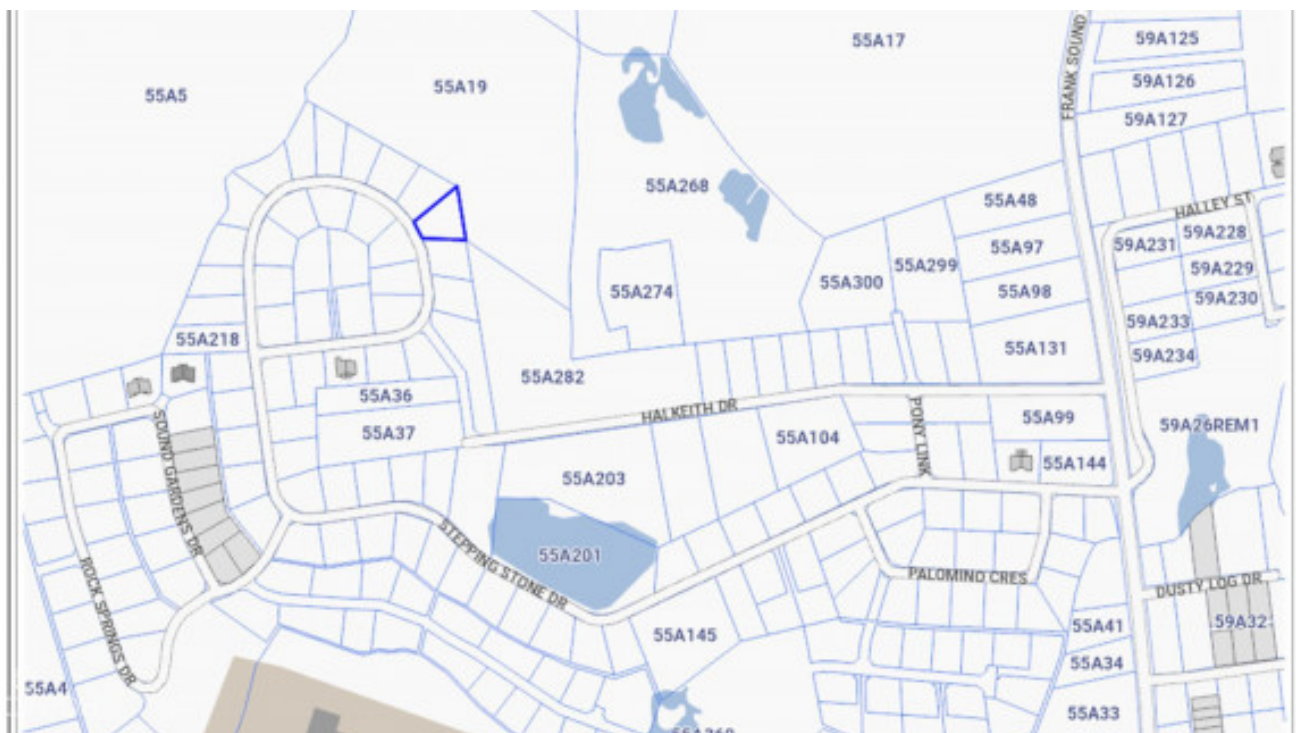 55A17
59A125
FRANK SOUND
55A19
55A5
59A126
59A127
55A268
55A48
HALLEY ST
59A231
59A228
55A97
55A299
59A229
55A274
55A300
55A98
59A230
59A233
55A218
55A131
59A234
55A282
55A36
HALKEITH DR
55A37
PONY LINK
55A99
55A104
59A26REM1
SOUND GARDENS DR
55A144
55A203
55A201
STEPPING STONE DR
PALOMINO CRES
DUSTY LOG DR
ROCK SPRINGS DR
59A32
55A145
55A41
55A34
55A4
55A33